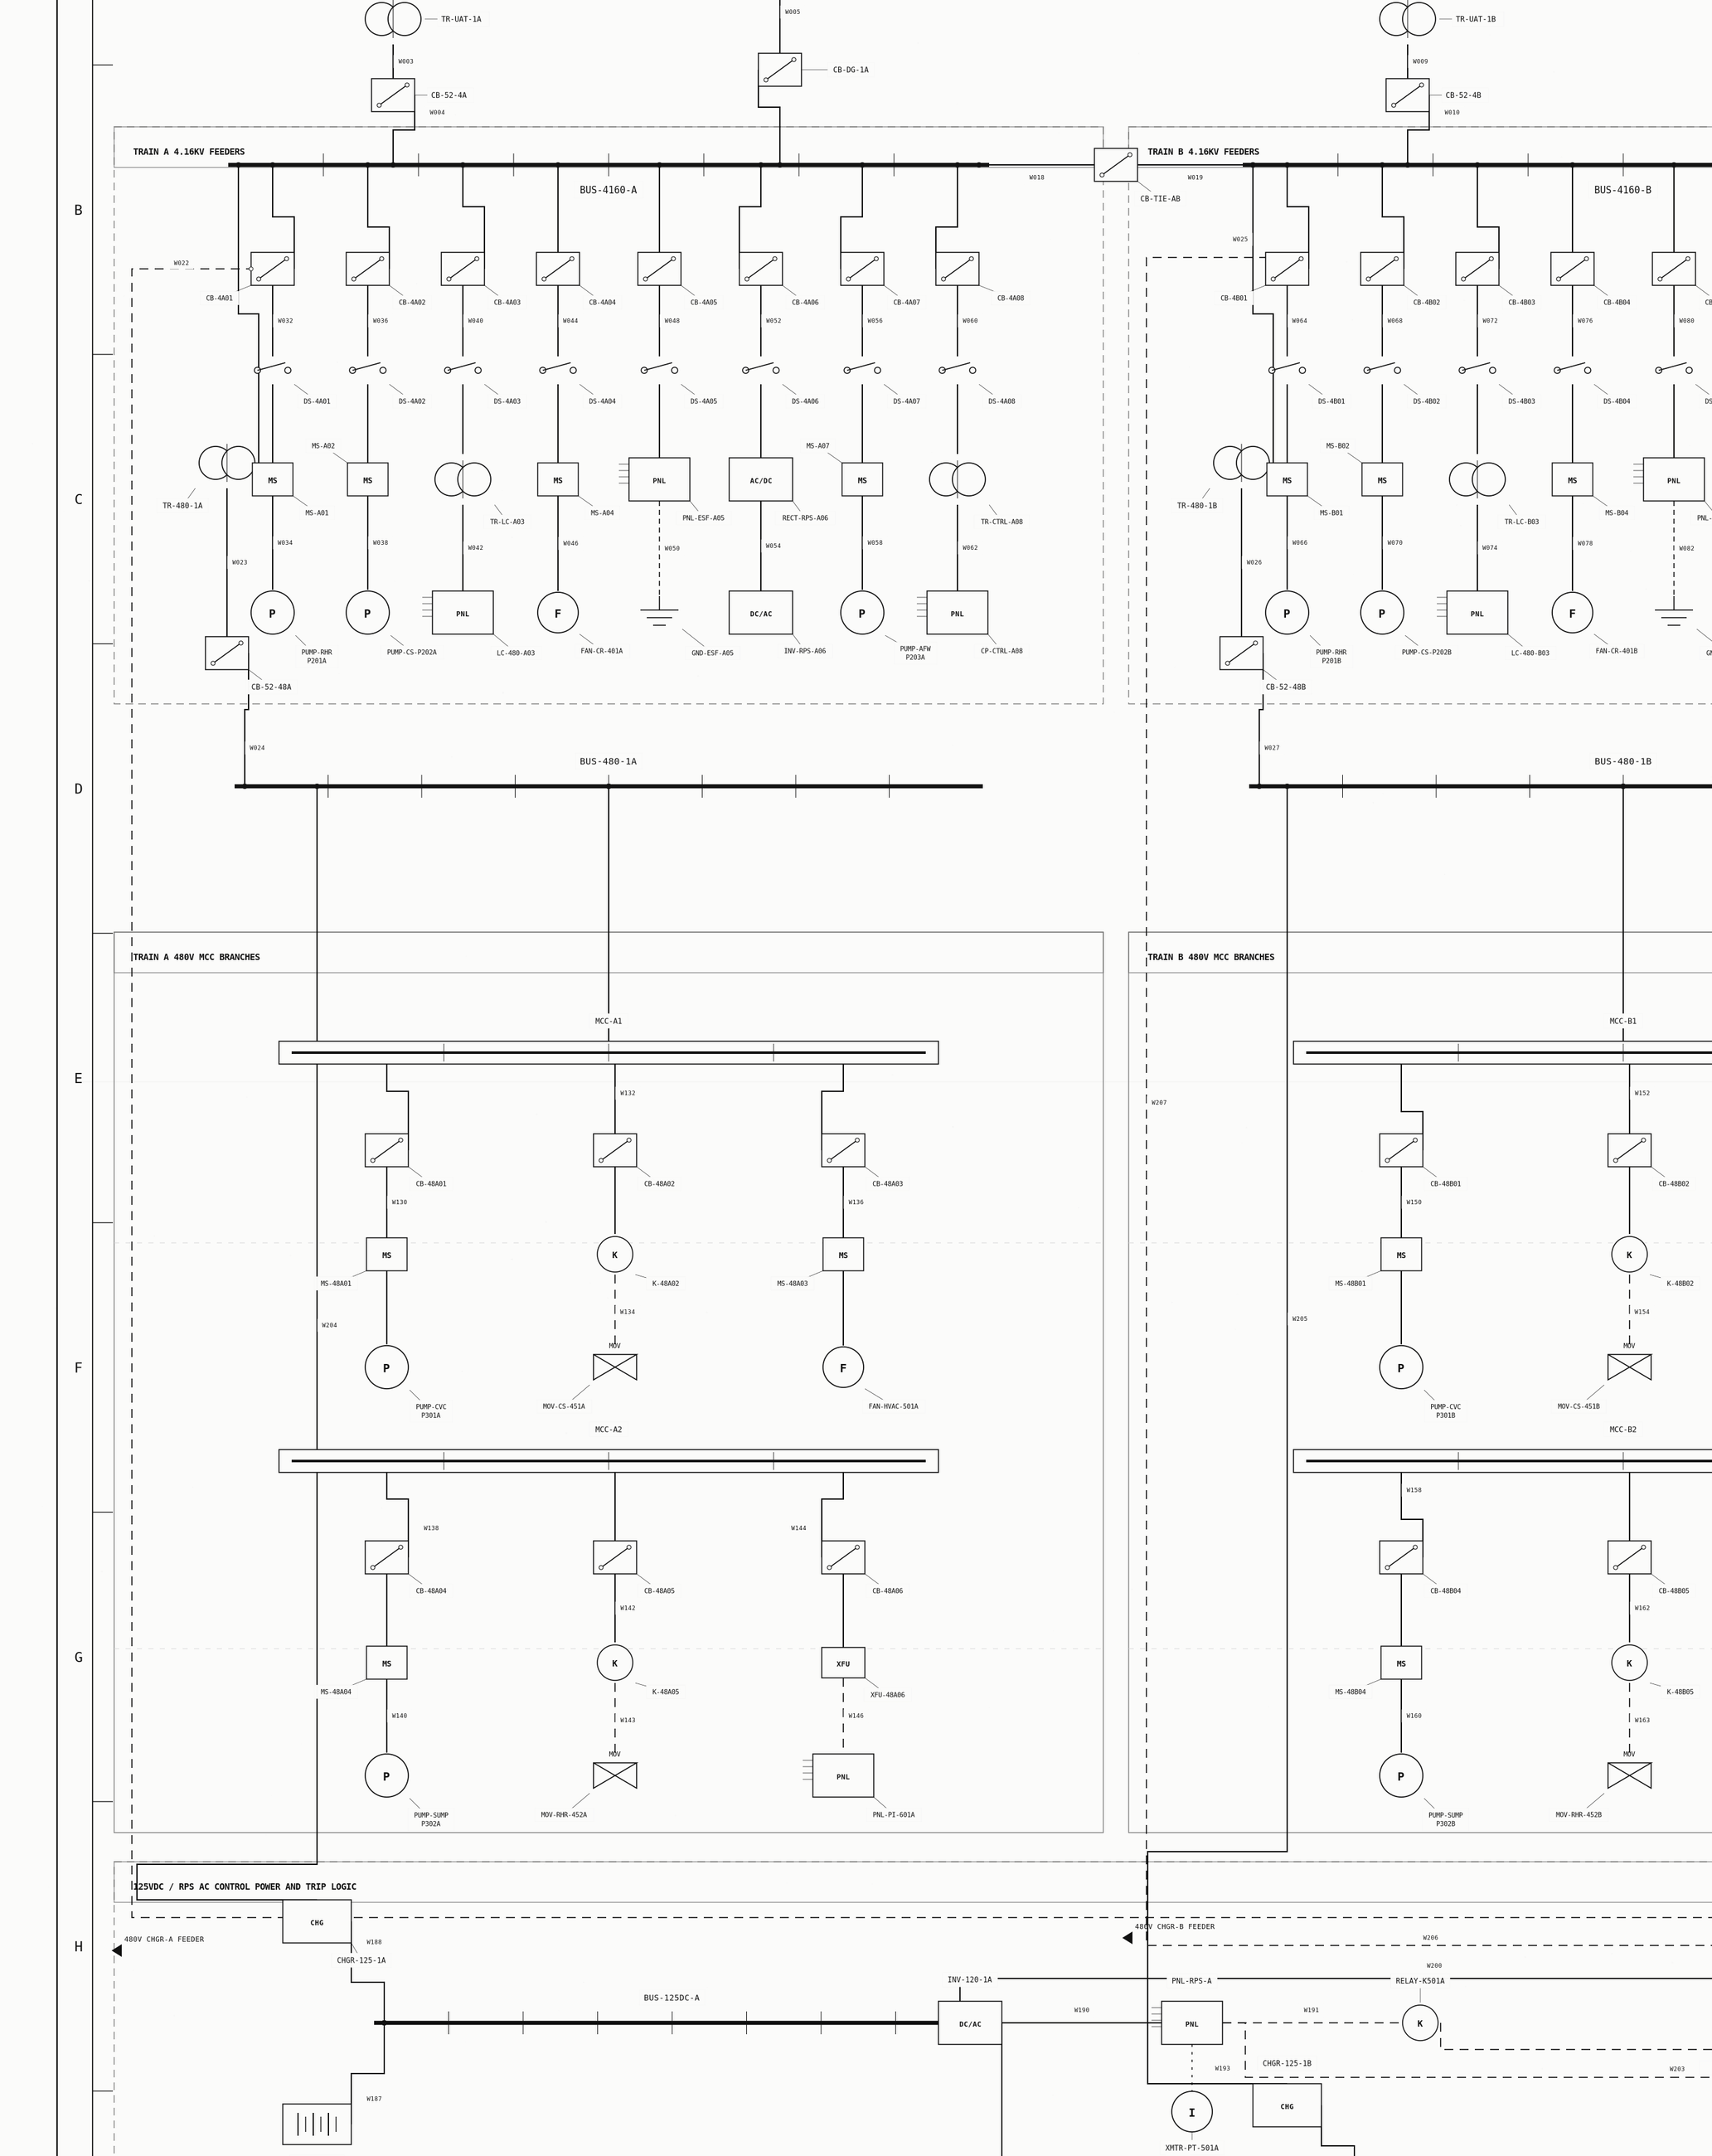 W005
TR-UAT-1A
TR-UAT-1B
W003
CB-DG-1A
W009
CB-52-4A
CB-52-4B
W004
W010
TRAIN A 4.16KV FEEDERS
TRAIN B 4.16KV FEEDERS
W018
W019
BUS-4160-A
BUS-4160-B
CB-TIE-AB
B
W025
W022
CB-4A01
CB-4A02
CB-4A03
CB-4A04
CB-4A05
CB-4A06
CB-4A07
CB-4A08
CB-4B01
CB-4B02
CB-4B03
CB-4B04
W032
W036
W040
W044
W048
W052
W056
W060
W064
W068
W072
W076
W080
DS-4A01
DS-4A02
DS-4A03
DS-4A04
DS-4A05
DS-4A06
DS-4A07
DS-4A08
DS-4B01
DS-4B02
DS-4B03
DS-4B04
MS-A02
MS-A07
MS-B02
MS
MS
MS
PNL
AC/DC
MS
MS
MS
MS
PNL
C
TR-480-1A
MS-A01
TR-LC-A03
MS-A04
PNL-ESF-A05
RECT-RPS-A06
TR-CTRL-A08
TR-480-1B
MS-B01
TR-LC-B03
MS-B04
W034
W038
W042
W046
W050
W054
W058
W062
W066
W070
W074
W078
W082
W023
W026
P
P
PNL
F
DC/AC
P
PNL
P
P
PNL
F
PUMP-RHR
P201A
PUMP-CS-P202A
LC-480-A03
FAN-CR-401A
GND-ESF-A05
INV-RPS-A06
PUMP-AFW
P203A
CP-CTRL-A08
PUMP-RHR
P201B
PUMP-CS-P202B
LC-480-B03
FAN-CR-401B
CB-52-48A
CB-52-48B
W024
W027
BUS-480-1A
BUS-480-1B
D
TRAIN A 480V MCC BRANCHES
TRAIN B 480V MCC BRANCHES
MCC-A1
MCC-B1
E
W132
W207
W152
CB-48A01
CB-48A02
CB-48A03
CB-48B01
CB-48B02
W130
W136
W150
MS
K
MS
MS
K
MS-48A01
K-48A02
MS-48A03
MS-48B01
K-48B02
W204
W134
W205
W154
F
MOV
MOV
P
F
P
PUMP-CVC
P301A
MOV-CS-451A
FAN-HVAC-501A
PUMP-CVC
P301B
MOV-CS-451B
MCC-A2
MCC-B2
W138
W144
W158
CB-48A04
CB-48A05
CB-48A06
CB-48B04
CB-48B05
W142
W162
G
MS
K
XFU
MS
K
MS-48A04
K-48A05
XFU-48A06
MS-48B04
K-48B05
W140
W143
W146
W160
W163
MOV
MOV
P
PNL
P
PUMP-SUMP
P302A
MOV-RHR-452A
PNL-PI-601A
PUMP-SUMP
P302B
MOV-RHR-452B
125VDC / RPS AC CONTROL POWER AND TRIP LOGIC
CHG
H
480V CHGR-A FEEDER
W188
480V CHGR-B FEEDER
W206
CHGR-125-1A
W200
INV-120-1A
PNL-RPS-A
RELAY-K501A
BUS-125DC-A
W190
W191
DC/AC
PNL
K
W193
CHGR-125-1B
W203
W187
CHG
I
XMTR-PT-501A